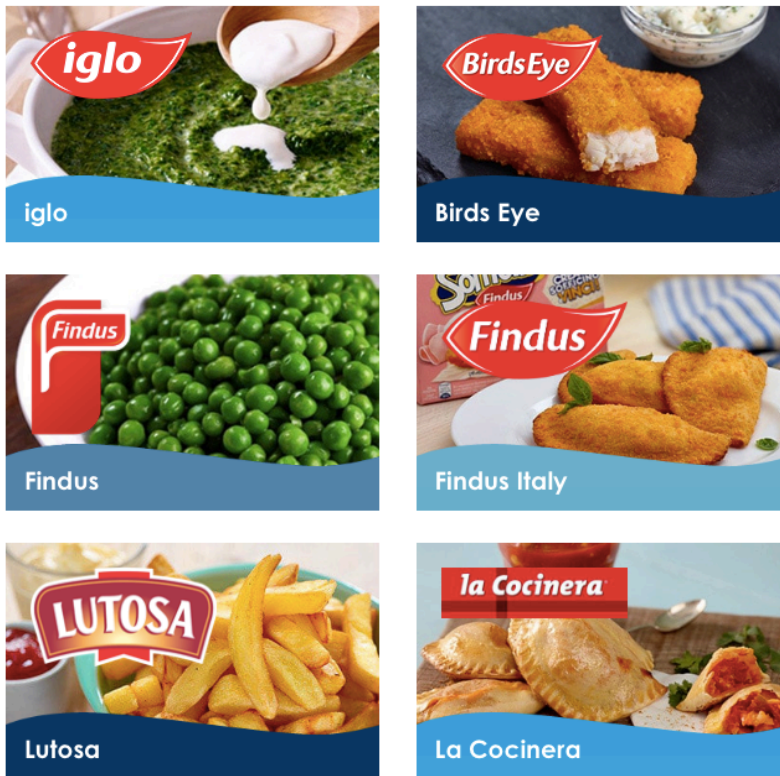 iglo
iglo
BirdsEye
Birds Eye
Findus
Findus
Findus
Findus
Findus Italy
LUTOSA
Lutosa
la Cocinera
La Cocinera